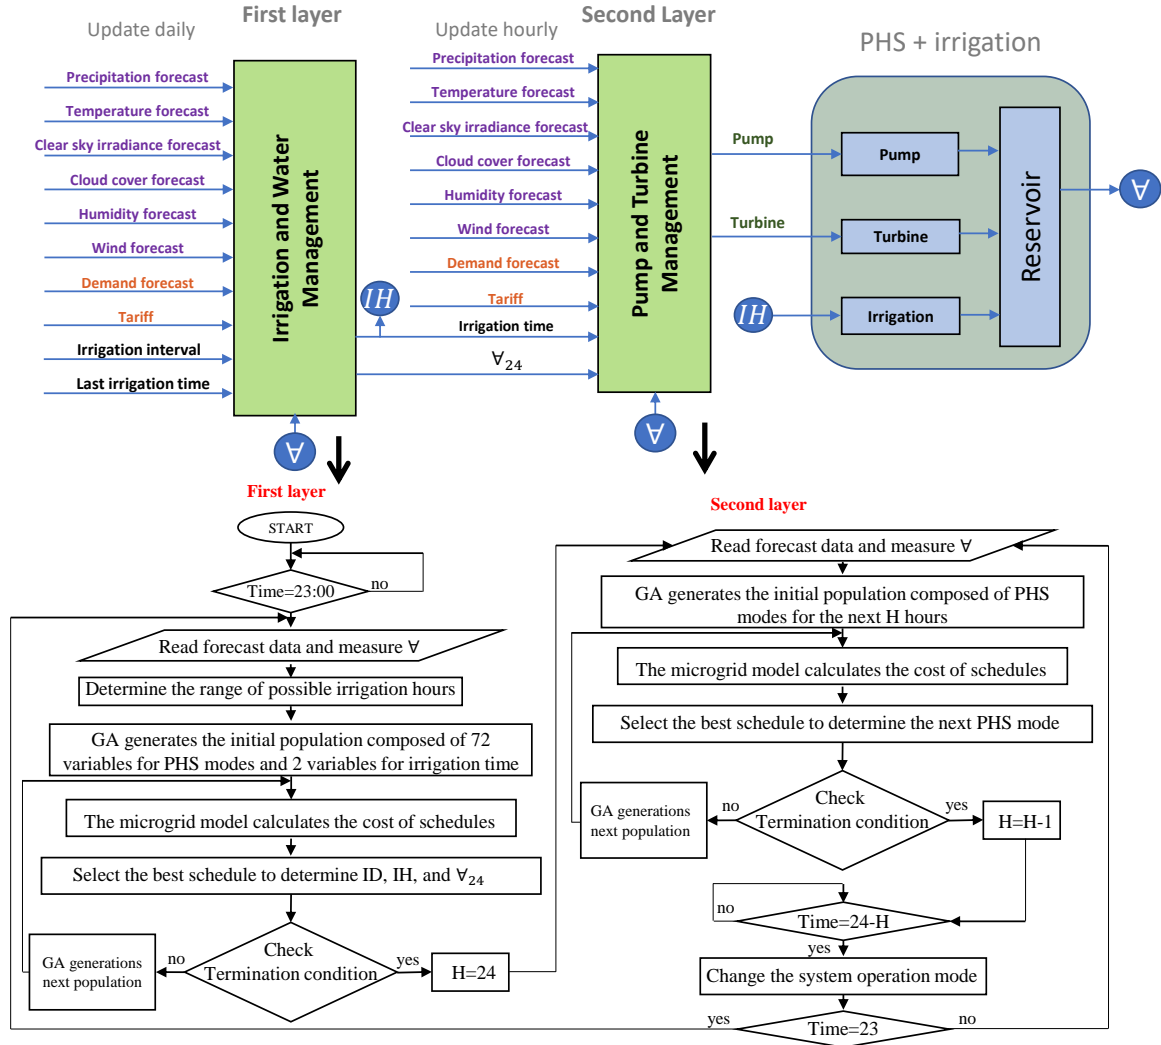 First layer
Update daily
Precipitation forecast
Temperature forecast
Clear sky irradiance forecast
Cloud cover forecast
Humidity forecast
Wind forecast
Demand forecast
Tariff
Irrigation interval
Last irrigation time
Irrigation and Water
Management
∀
IH
Irrigation time
∀24
Second Layer
Update hourly
Precipitation forecast
Temperature forecast
Clear sky irradiance forecast
Cloud cover forecast
Humidity forecast
Wind forecast
Demand forecast
Tariff
Pump and Turbine
Management
∀
Pump
Turbine
IH
PHS + irrigation
Pump
Turbine
Irrigation
Reservoir
∀
First layer
START
Time=23:00
no
Read forecast data and measure ∀
Determine the range of possible irrigation hours
GA generates the initial population composed of 72
variables for PHS modes and 2 variables for irrigation time
The microgrid model calculates the cost of schedules
Select the best schedule to determine ID, IH, and ∀24
Check
Termination condition
no
GA generations
next population
yes
H=24
Second layer
Read forecast data and measure ∀
GA generates the initial population composed of PHS
modes for the next H hours
The microgrid model calculates the cost of schedules
Select the best schedule to determine the next PHS mode
Check
Termination condition
no
GA generations
next population
yes
H=H-1
Time=24-H
no
yes
Change the system operation mode
Time=23
yes
no